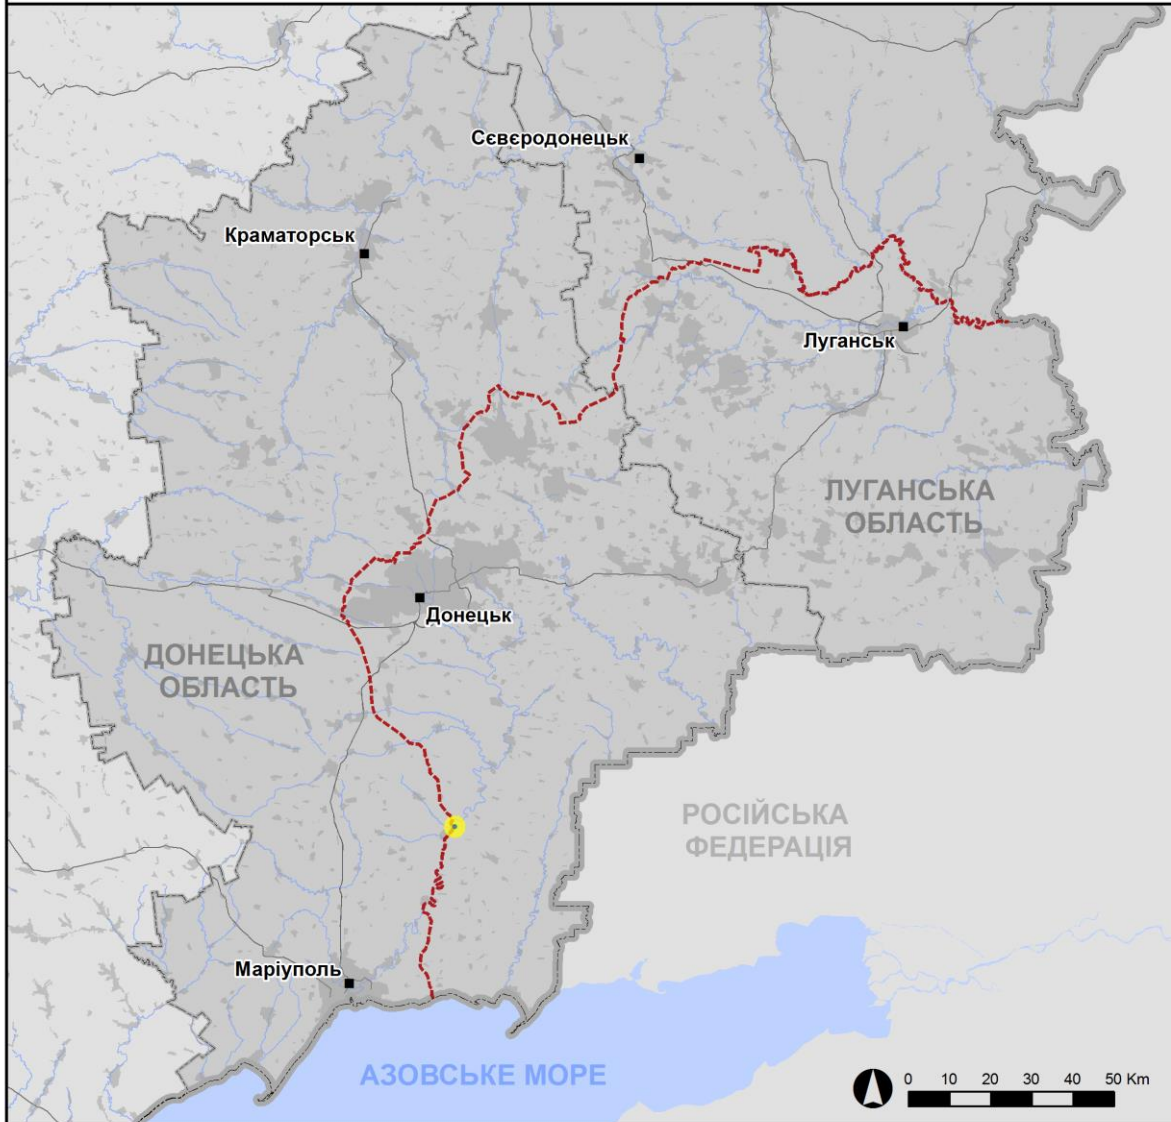 Сєвєродонецьк
Краматорськ
Луганськ
ЛУГАНСЬКА
ОБЛАСТЬ
Донецьк
ДОНЕЦЬКА
ОБЛАСТЬ
РОСІЙСЬКА
ФЕДЕРАЦІЯ
Маріуполь
АЗОВСЬКЕ МОРЕ
0 10 20 30 40 50 Km